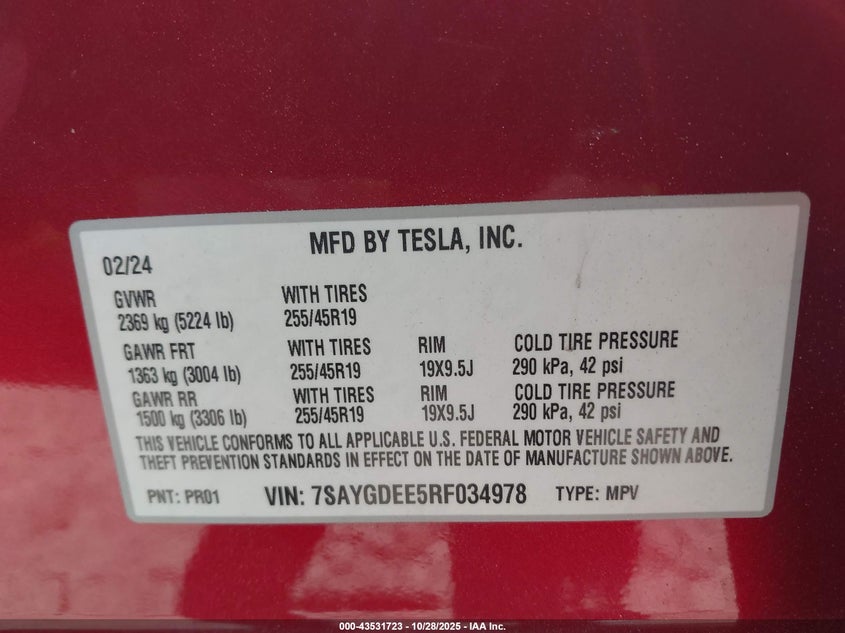 MFD BY TESLA, INC.
02/24
GVWR WITH TIRES
2369 kg (5224 lb) 255/45R19
GAWR FRT WITH TIRES RIM COLD TIRE PRESSURE
1363 kg (3004 lb) 255/45R19 19X9.5J 290 kPa, 42 psi
GAWR RR WITH TIRES RIM COLD TIRE PRESSURE
1500 kg (3306 lb) 255/45R19 19X9.5J 290 kPa, 42 psi
THIS VEHICLE CONFORMS TO ALL APPLICABLE U.S. FEDERAL MOTOR VEHICLE SAFETY AND
THEFT PREVENTION STANDARDS IN EFFECT ON THE DATE OF MANUFACTURE SHOWN ABOVE.
PNT: PR01 VIN: 7SAYGDEE5RF034978 TYPE: MPV
000-43531723 - 10/28/2025 - IAA Inc.